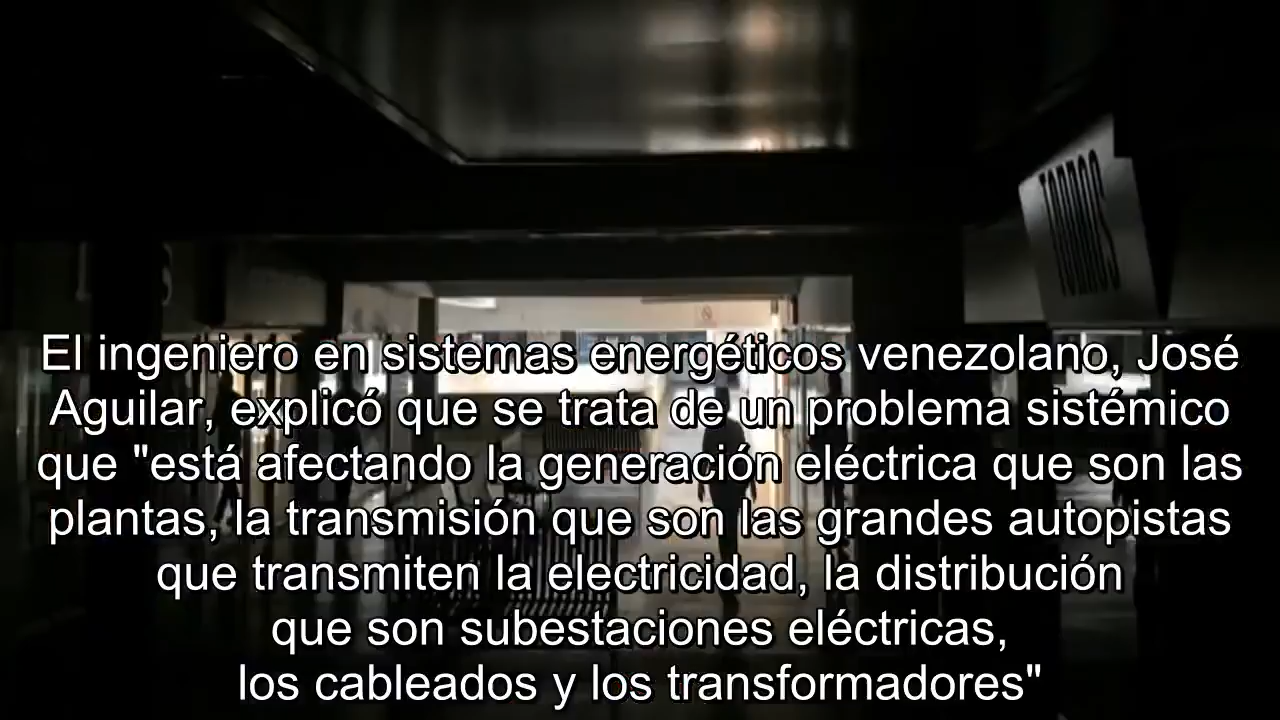 TORROS
El ingeniero en sistemas energéticos venezolano, José
Aguilar, explicó que se trata de un problema sistémico
que "está afectando la generación eléctrica que son las
plantas, la transmisión que son las grandes autopistas
que transmiten la electricidad, la distribución
que son subestaciones eléctricas,
los cableados y los transformadores"